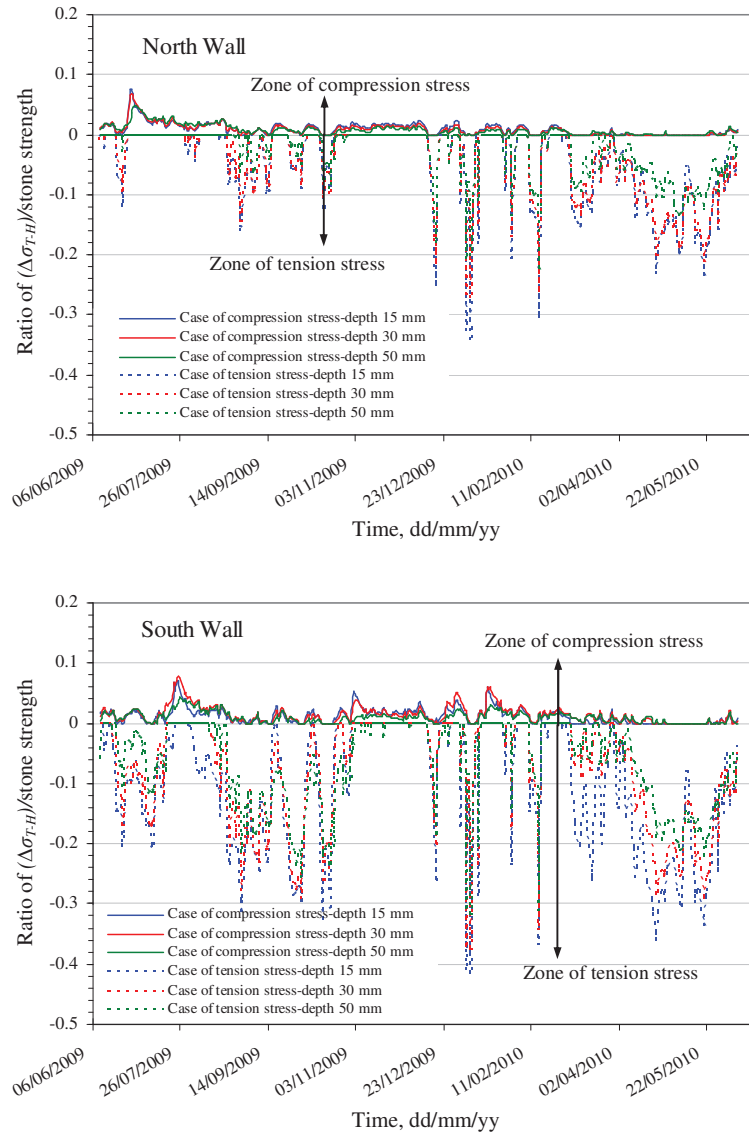 0.2
North Wall
0.1
Zone of compression stress
0
-0.1
-0.2
Zone of tension stress
-0.3
Case of compression stress-depth 15 mm
Case of compression stress-depth 30 mm
Case of compression stress-depth 50 mm
-0.4
Case of tension stress-depth 15 mm
Case of tension stress-depth 30 mm
Case of tension stress-depth 50 mm
-0.5
Ratio of (ΔσT-H)/stone strength
06/06/2009
26/07/2009
14/09/2009
03/11/2009
23/12/2009
11/02/2010
02/04/2010
22/05/2010
Time, dd/mm/yy
0.2
South Wall
Zone of compression stress
0.1
0
-0.1
-0.2
-0.3
Case of compression stress-depth 15 mm
Case of compression stress-depth 30 mm
Case of compression stress-depth 50 mm
-0.4
Zone of tension stress
Case of tension stress-depth 15 mm
Case of tension stress-depth 30 mm
Case of tension stress-depth 50 mm
-0.5
Ratio of (ΔσT-H)/stone strength
06/06/2009
26/07/2009
14/09/2009
03/11/2009
23/12/2009
11/02/2010
02/04/2010
22/05/2010
Time, dd/mm/yy